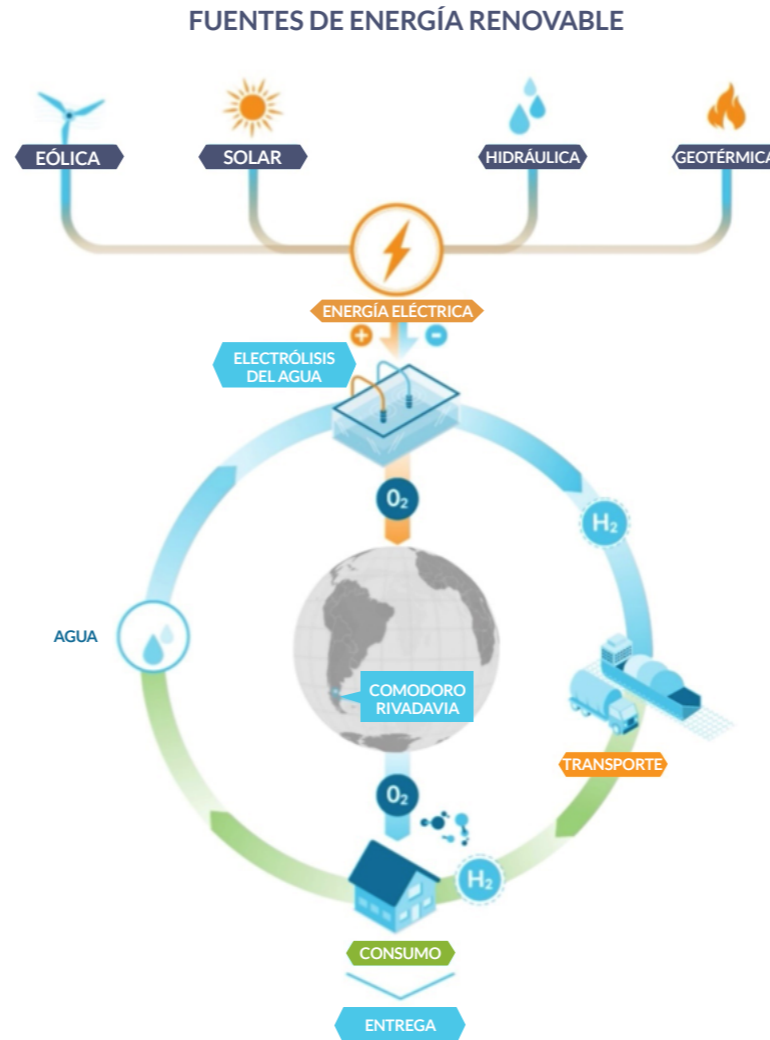 FUENTES DE ENERGÍA RENOVABLE
EÓLICA
SOLAR
HIDRÁULICA
GEOTÉRMICA
ENERGÍA ELÉCTRICA
+
-
ELECTRÓLISIS
DEL AGUA
O₂
H₂
AGUA
COMODORO
RIVADAVIA
TRANSPORTE
O₂
H₂
CONSUMO
ENTREGA